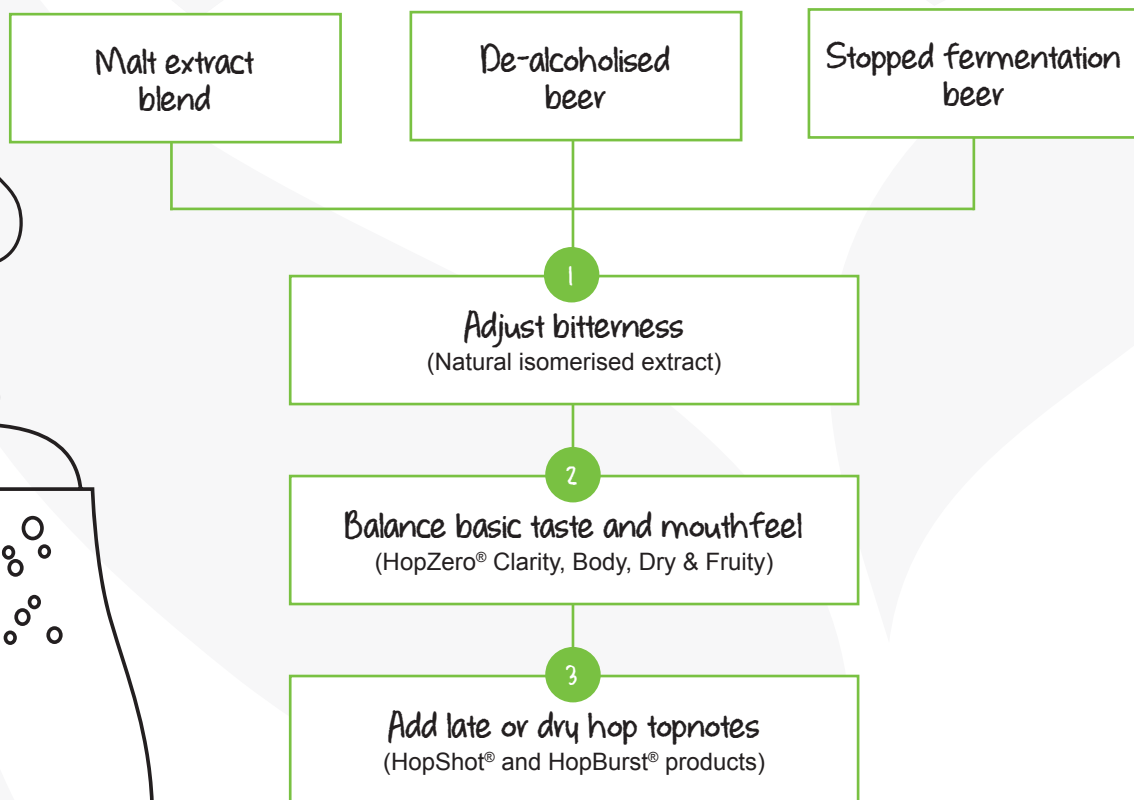 Malt extract
blend
De-alcoholised
beer
Stopped fermentation
beer
1
Adjust bitterness
(Natural isomerised extract)
2
Balance basic taste and mouthfeel
(HopZero® Clarity, Body, Dry & Fruity)
3
Add late or dry hop topnotes
(HopShot® and HopBurst® products)